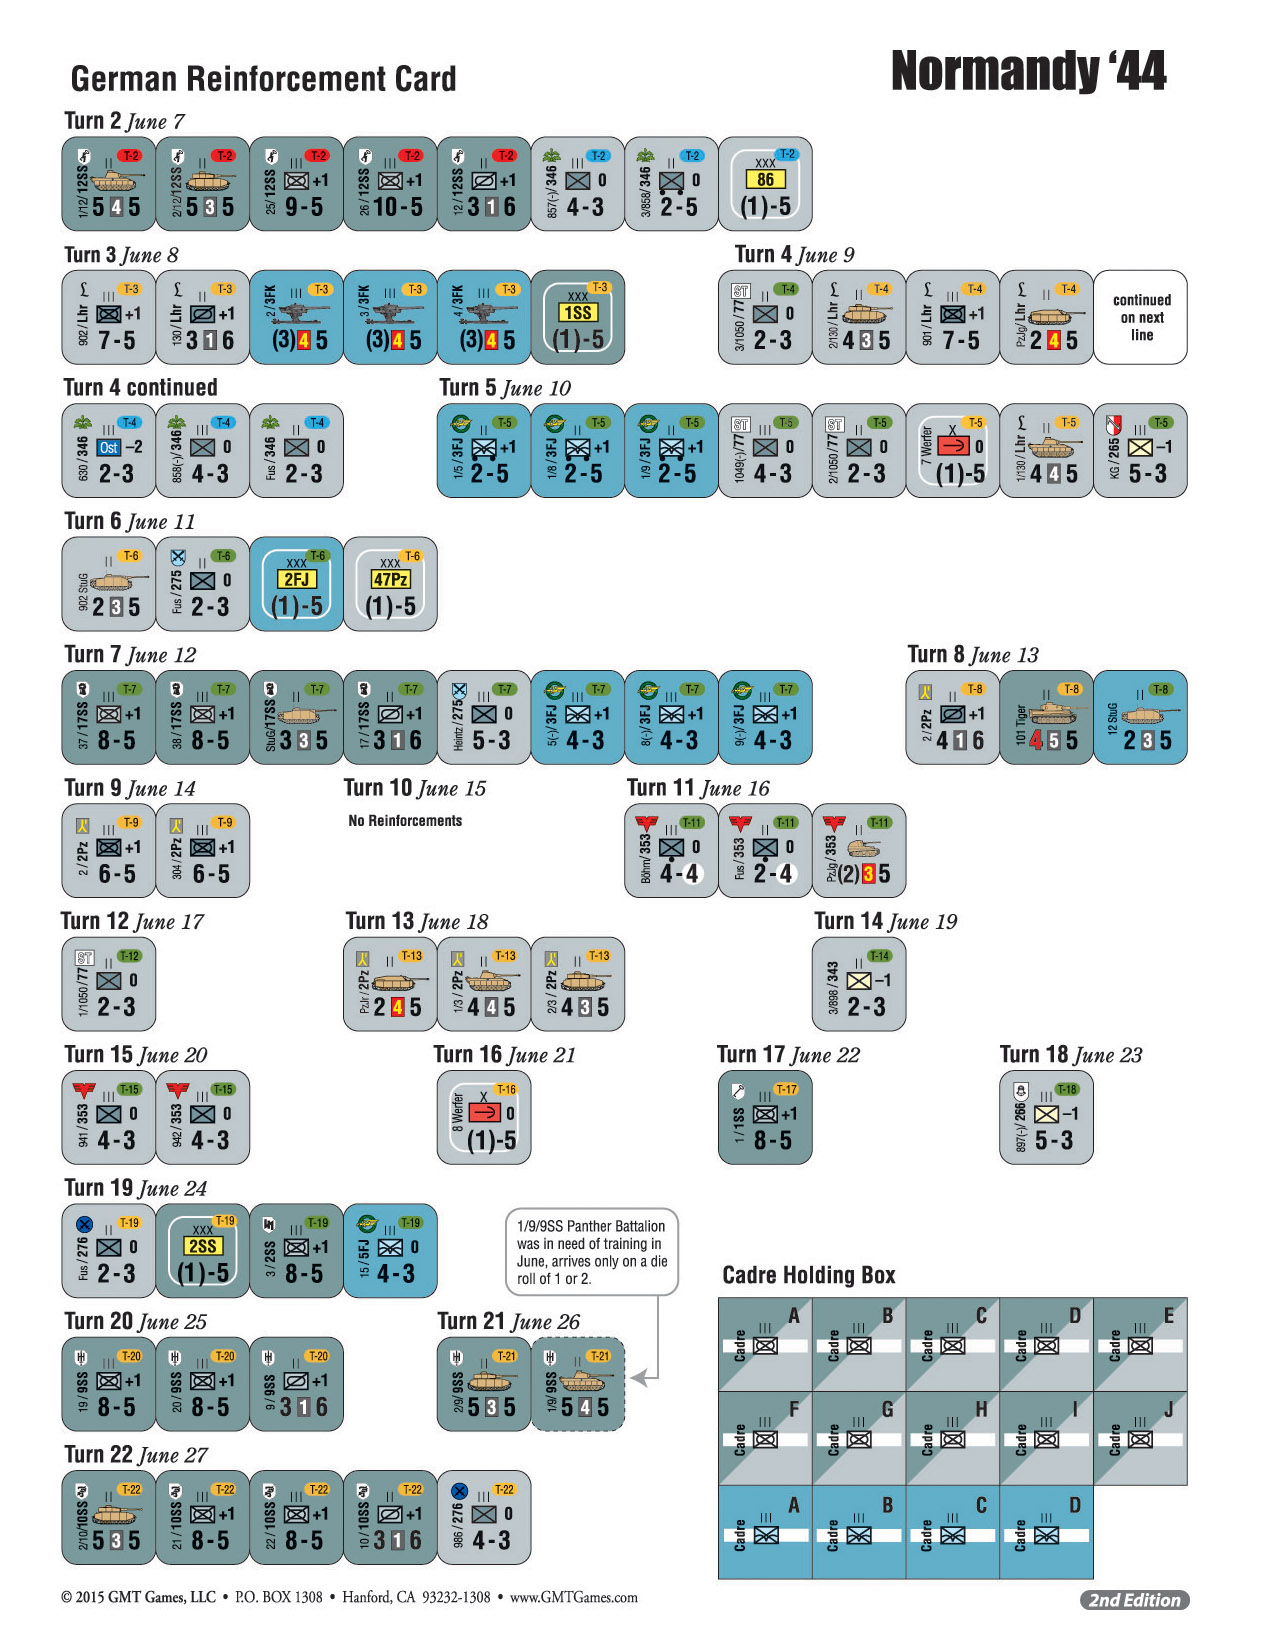 German Reinforcement Card
Normandy ‘44
Turn 2 June 7
1/12/12SS T-2 5 4 5
2/12/12SS T-2 5 3 5
25/12SS T-2 +1 9-5
26/12SS T-2 +1 10-5
12/12SS T-2 +1 3 1 6
857(-)/346 T-2 0 4-3
3/858/346 T-2 0 2-5
XXX T-2 86 (1)-5
Turn 3 June 8
902/Lhr T-3 +1 7-5
130/Lhr T-3 +1 3 1 6
2/3FK T-3 (3) 4 5
3/3FK T-3 (3) 4 5
4/3FK T-3 (3) 4 5
XXX T-3 1SS (1)-5
Turn 4 June 9
ST 3/1050/77 T-4 0 2-3
2/130/Lhr T-4 4 3 5
901/Lhr T-4 +1 7-5
PzJg/Lhr T-4 2 4 5
continued
on next
line
Turn 4 continued
630/346 T-4 Ost –2 2-3
858(-)/346 T-4 0 4-3
Fus/346 T-4 0 2-3
Turn 5 June 10
1/5/3FJ T-5 +1 2-5
1/8/3FJ T-5 +1 2-5
1/9/3FJ T-5 +1 2-5
ST 1049(-)/77 T-5 0 4-3
ST 2/1050/77 T-5 0 2-3
7 Werfer X T-5 0 (1)-5
1/130/Lhr T-5 4 4 5
KG/265 T-5 –1 5-3
Turn 6 June 11
902 StuG T-6 2 3 5
Fus/275 T-6 0 2-3
XXX T-6 2FJ (1)-5
XXX T-6 47Pz (1)-5
Turn 7 June 12
37/17SS T-7 +1 8-5
38/17SS T-7 +1 8-5
StuG/17SS T-7 3 3 5
17/17SS T-7 +1 3 1 6
Heintz/275 T-7 0 5-3
5(-)/3FJ T-7 +1 4-3
8(-)/3FJ T-7 +1 4-3
9(-)/3FJ T-7 +1 4-3
Turn 8 June 13
2/2Pz T-8 +1 4 1 6
101 Tiger T-8 4 5 5
12 StuG T-8 2 3 5
Turn 9 June 14
2/2Pz T-9 +1 6-5
304/2Pz T-9 +1 6-5
Turn 10 June 15
No Reinforcements
Turn 11 June 16
Böhm/353 T-11 0 4-4
Fus/353 T-11 0 2-4
PzJg/353 T-11 (2) 3 5
Turn 12 June 17
ST 1/1050/77 T-12 0 2-3
Turn 13 June 18
PzJr/2Pz T-13 2 4 5
1/3/2Pz T-13 4 4 5
2/3/2Pz T-13 4 3 5
Turn 14 June 19
3/898/343 T-14 –1 2-3
Turn 15 June 20
941/353 T-15 0 4-3
942/353 T-15 0 4-3
Turn 16 June 21
8 Werfer X T-16 0 (1)-5
Turn 17 June 22
1/1SS T-17 +1 8-5
Turn 18 June 23
897(-)/266 T-18 –1 5-3
Turn 19 June 24
Fus/276 T-19 0 2-3
XXX T-19 2SS (1)-5
3/2SS T-19 +1 8-5
15/5FJ T-19 0 4-3
1/9/9SS Panther Battalion
was in need of training in
June, arrives only on a die
roll of 1 or 2.
Turn 20 June 25
19/9SS T-20 +1 8-5
20/9SS T-20 +1 8-5
9/9SS T-20 +1 3 1 6
Turn 21 June 26
2/9/9SS T-21 5 3 5
1/9/9SS T-21 5 4 5
Turn 22 June 27
2/10/10SS T-22 5 3 5
21/10SS T-22 +1 8-5
22/10SS T-22 +1 8-5
10/10SS T-22 +1 3 1 6
986/276 T-22 0 4-3
Cadre Holding Box
Cadre A
Cadre B
Cadre C
Cadre D
Cadre E
Cadre F
Cadre G
Cadre H
Cadre I
Cadre J
Cadre A
Cadre B
Cadre C
Cadre D
© 2015 GMT Games, LLC • P.O. BOX 1308 • Hanford, CA 93232-1308 • www.GMTGames.com
2nd Edition